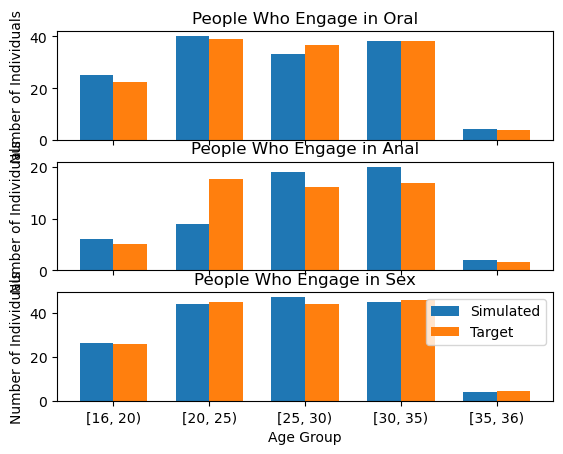 People Who Engage in Oral
Number of Individuals
40
20
0
People Who Engage in Anal
Number of Individuals
20
10
0
People Who Engage in Sex
Number of Individuals
40
20
0
Simulated
Target
[16, 20) [20, 25) [25, 30) [30, 35) [35, 36)
Age Group